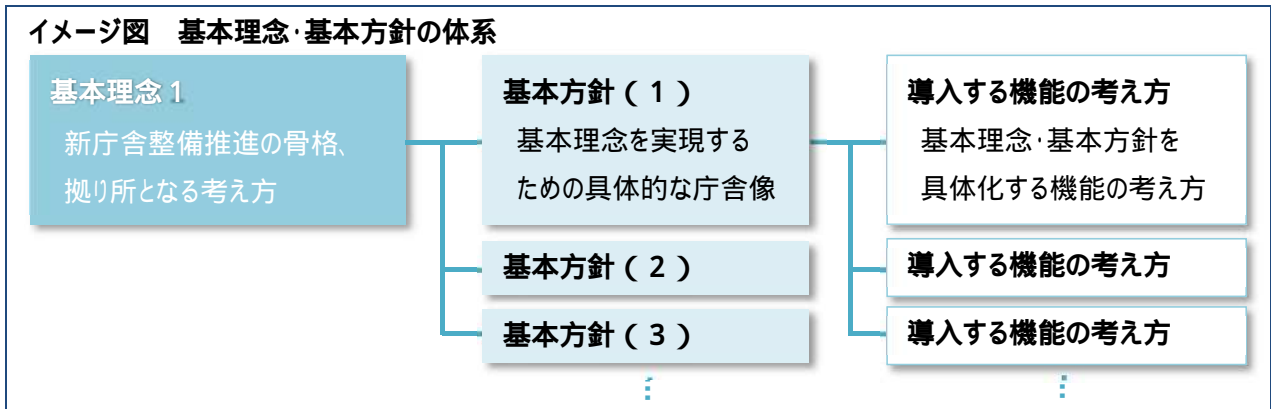 イメージ図　基本理念・基本方針の体系
基本理念１
新庁舎整備推進の骨格、
拠り所となる考え方
基本方針（１）
基本理念を実現する
ための具体的な庁舎像
基本方針（２）
基本方針（３）
導入する機能の考え方
基本理念・基本方針を
具体化する機能の考え方
導入する機能の考え方
導入する機能の考え方